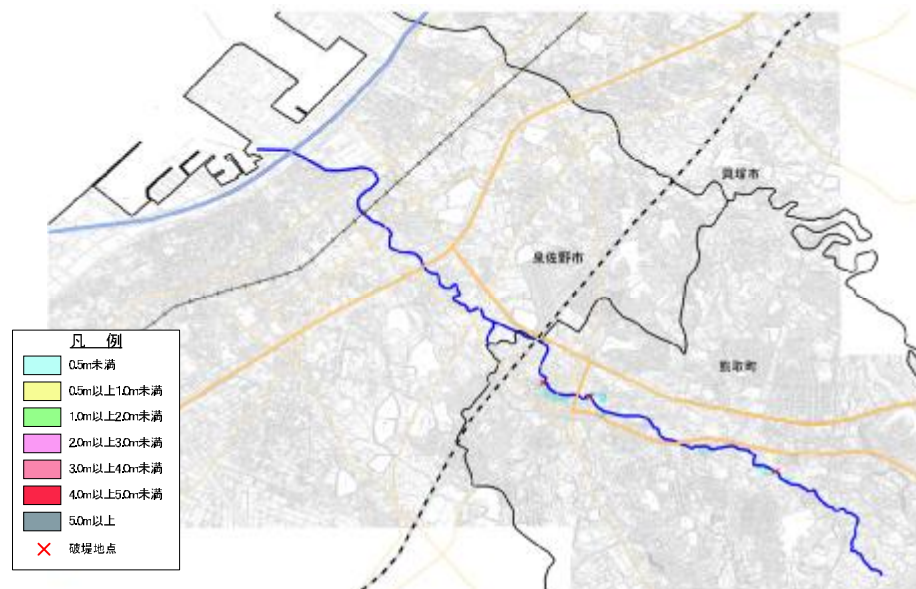 貝塚市
泉佐野市
熊取町
凡 例
0.5m未満
0.5m以上1.0m未満
1.0m以上2.0m未満
2.0m以上3.0m未満
3.0m以上4.0m未満
4.0m以上5.0m未満
5.0m以上
破堤地点